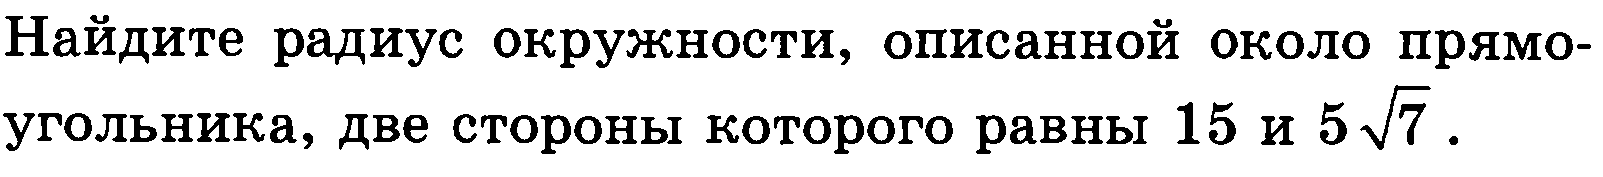 Найдите радиус окружности, описанной около прямо-
угольника, две стороны которого равны 15 и 5√7 .